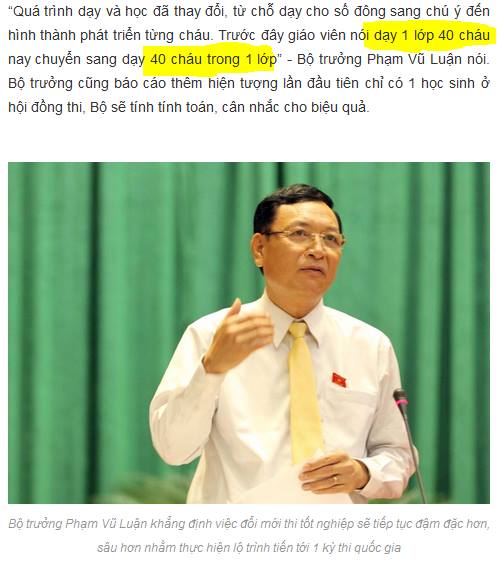 “Quá trình dạy và học đã thay đổi, từ chỗ dạy cho số đông sang chú ý đến
hình thành phát triển từng cháu. Trước đây giáo viên nói dạy 1 lớp 40 cháu
nay chuyển sang dạy 40 cháu trong 1 lớp” - Bộ trưởng Phạm Vũ Luận nói.
Bộ trưởng cũng báo cáo thêm hiện tượng lần đầu tiên chỉ có 1 học sinh ở
hội đồng thi, Bộ sẽ tính tính toán, cân nhắc cho biệu quả.
Bộ trưởng Phạm Vũ Luận khẳng định việc đổi mới thi tốt nghiệp sẽ tiếp tục đậm đặc hơn,
sâu hơn nhằm thực hiện lộ trình tiến tới 1 kỳ thi quốc gia